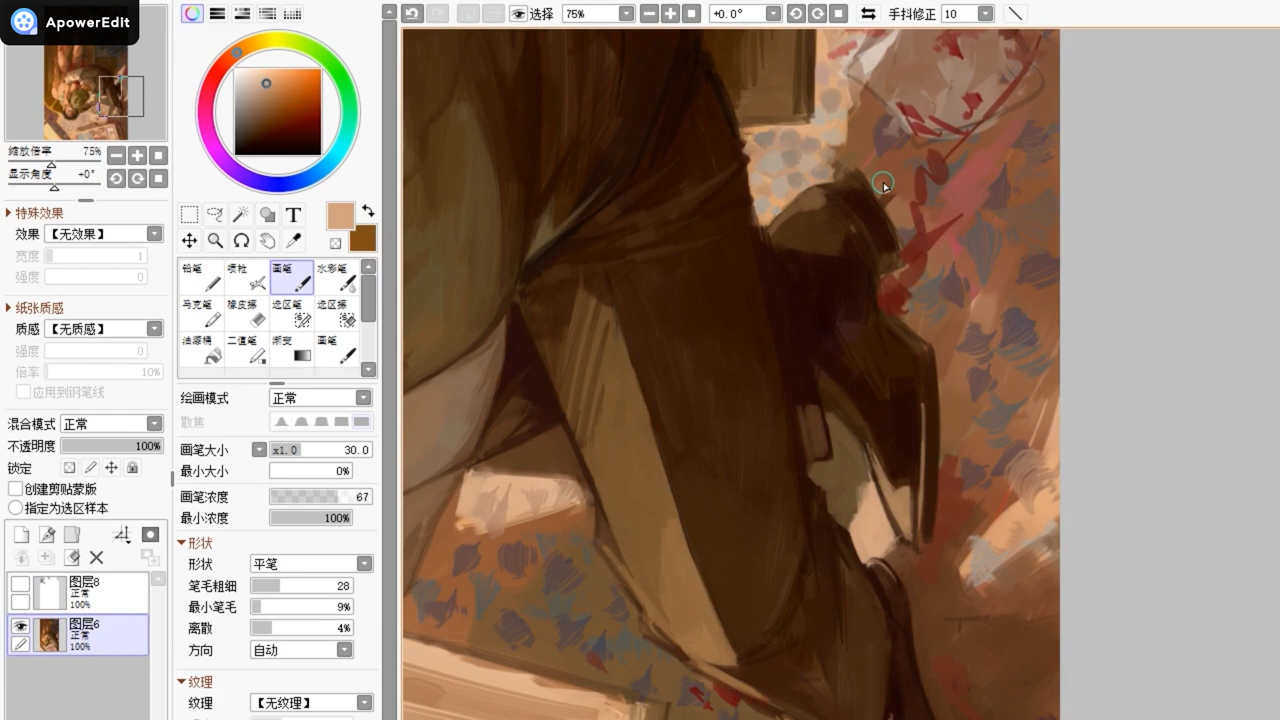 ApowerEdit
选择
75%
+0.0°
手抖修正 10
缩放倍率 75%
显示角度 +0°
特殊效果
效果 【无效果】
宽度 1
强度 0
纸张质感
质感 【无质感】
强度 0
倍率 10%
应用到钢笔线
混合模式 正常
不透明度 100%
锁定
创建剪贴蒙版
指定为选区样本
图层8
正常
100%
图层6
正常
100%
T
铅笔 喷枪 画笔 水彩笔
马克笔 橡皮擦 选区笔 选区擦
油漆桶 二值笔 渐变 画笔
绘画模式 正常
散焦
画笔大小 x1.0 30.0
最小大小 0%
画笔浓度 67
最小浓度 100%
形状
形状 平笔
笔毛粗细 28
最小笔毛 9%
离散 4%
方向 自动
纹理
纹理 【无纹理】